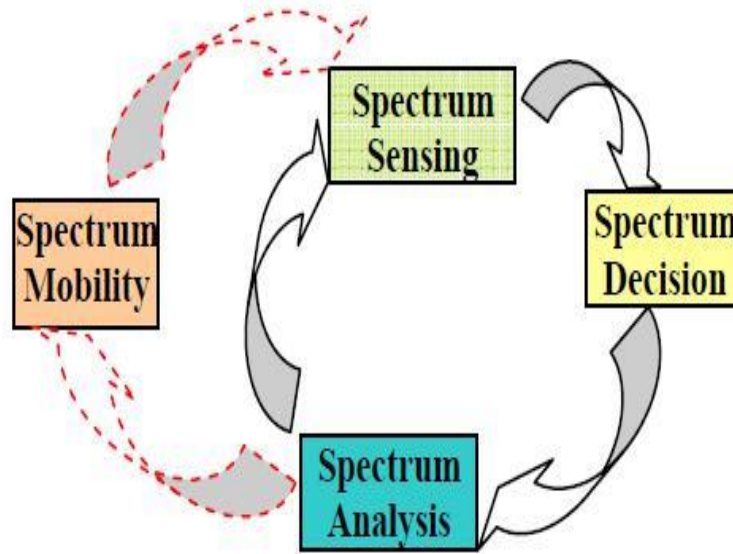 Spectrum
Sensing
Spectrum
Mobility
Spectrum
Decision
Spectrum
Analysis